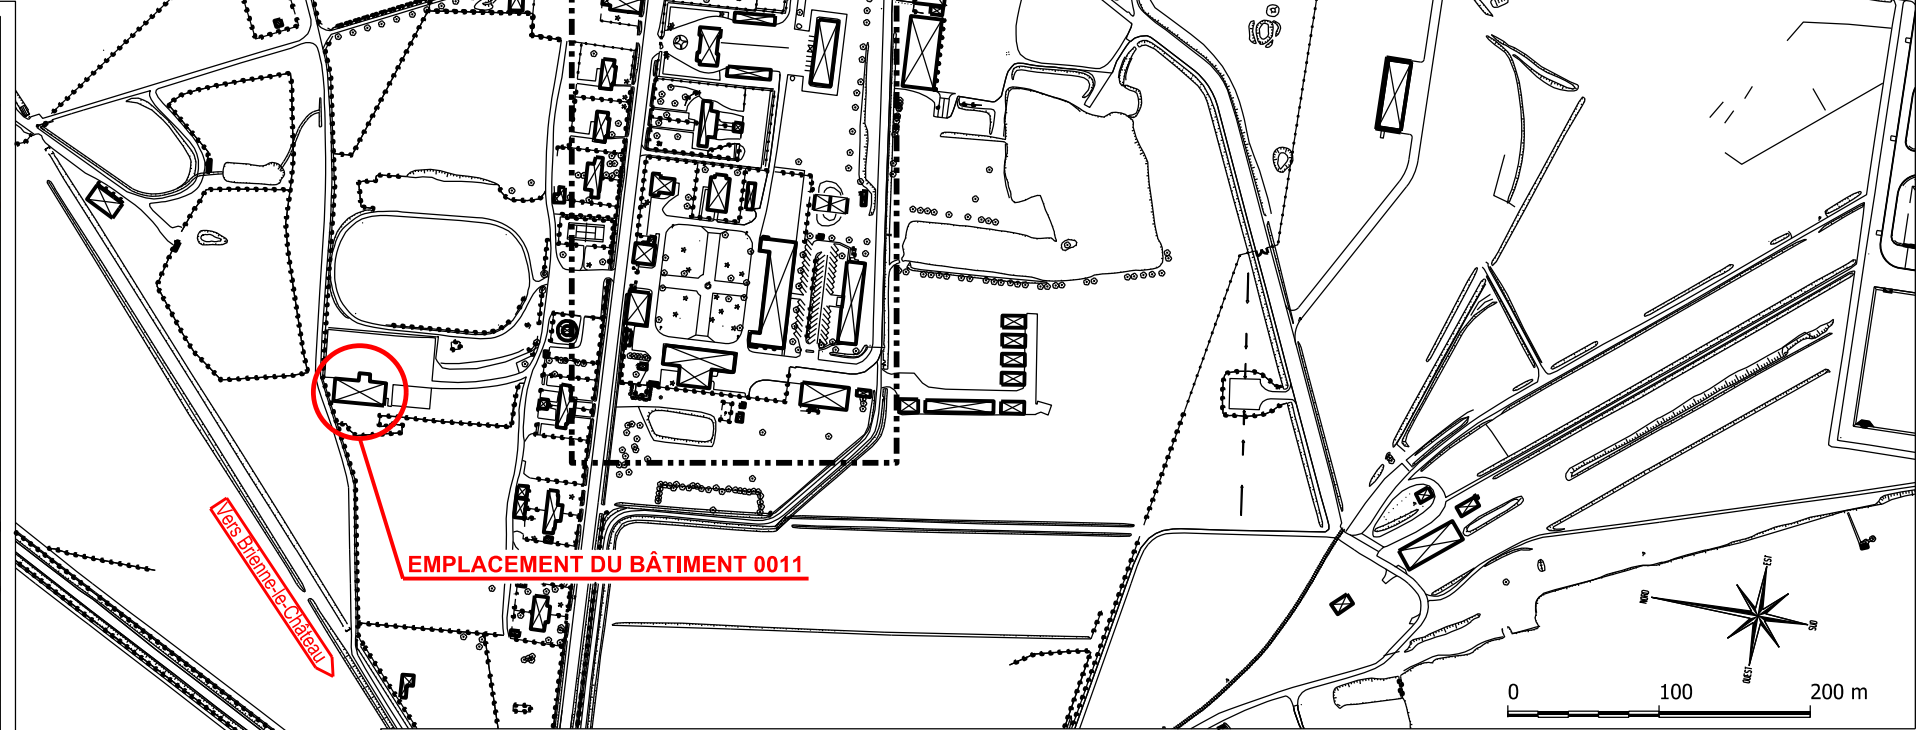 Vers Brienne-le-Château
EMPLACEMENT DU BÂTIMENT 0011
EST
NORD
SUD
OUEST
0 100 200 m